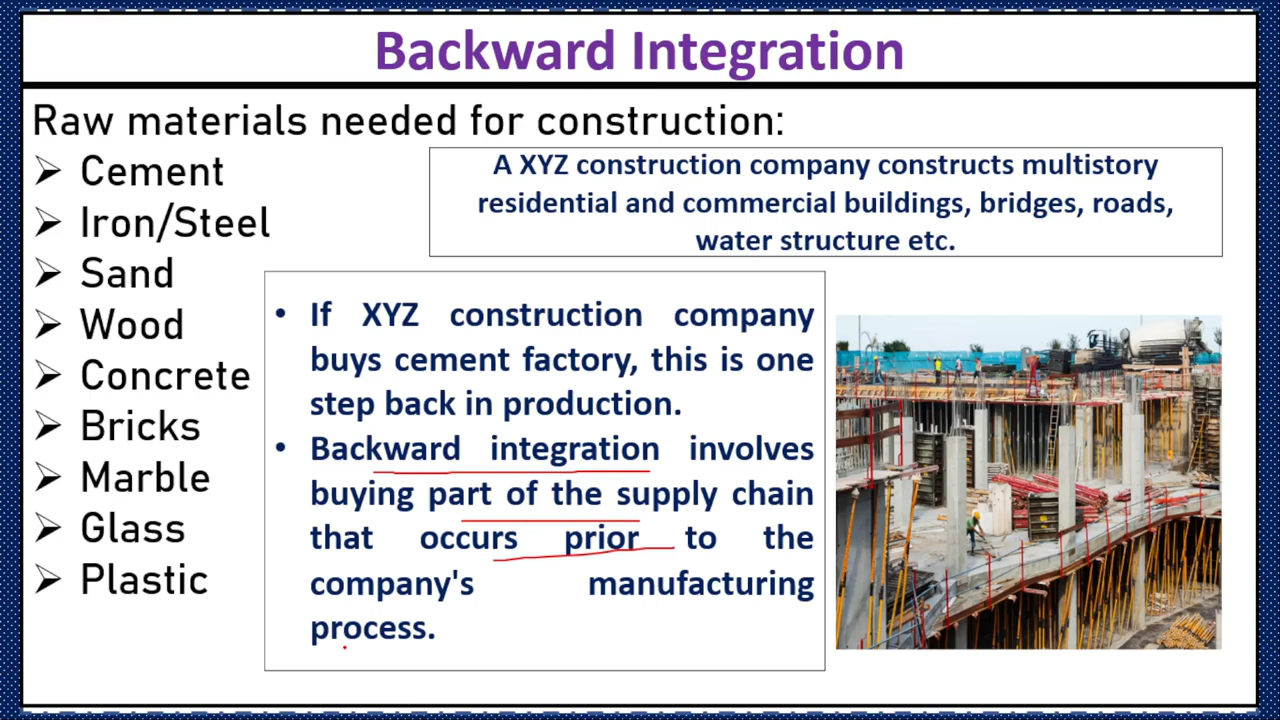 Backward Integration
Raw materials needed for construction:
Cement
Iron/Steel
Sand
Wood
Concrete
Bricks
Marble
Glass
Plastic
A XYZ construction company constructs multistory
residential and commercial buildings, bridges, roads,
water structure etc.
• If XYZ construction company
buys cement factory, this is one
step back in production.
• Backward integration involves
buying part of the supply chain
that occurs prior to the
company's manufacturing
process.